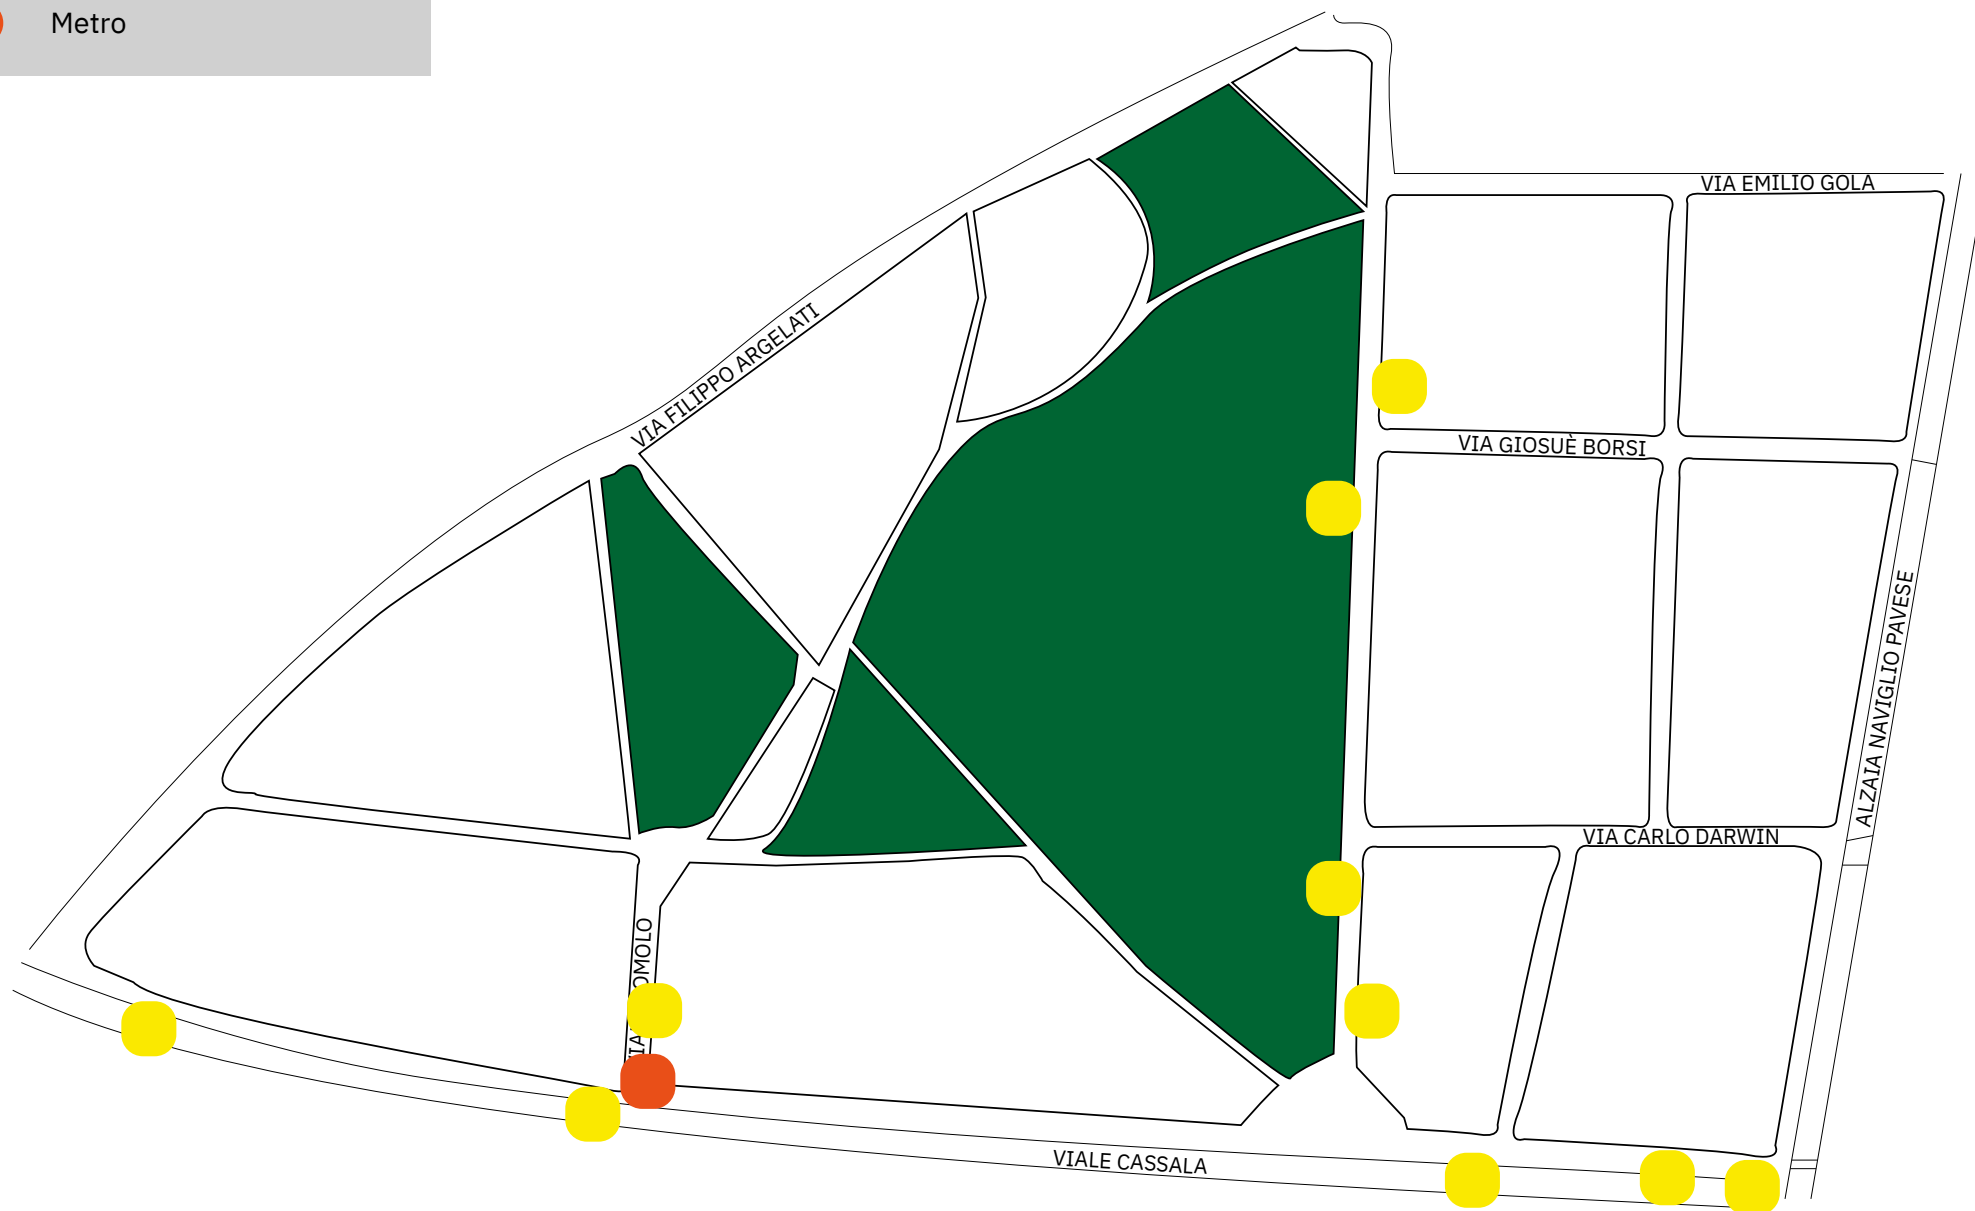 Metro
VIA EMILIO GOLA
VIA FILIPPO ARGELATI
VIA GIOSUÈ BORSI
ALZAIA NAVIGLIO PAVESE
VIA CARLO DARWIN
VIALE CASSALA